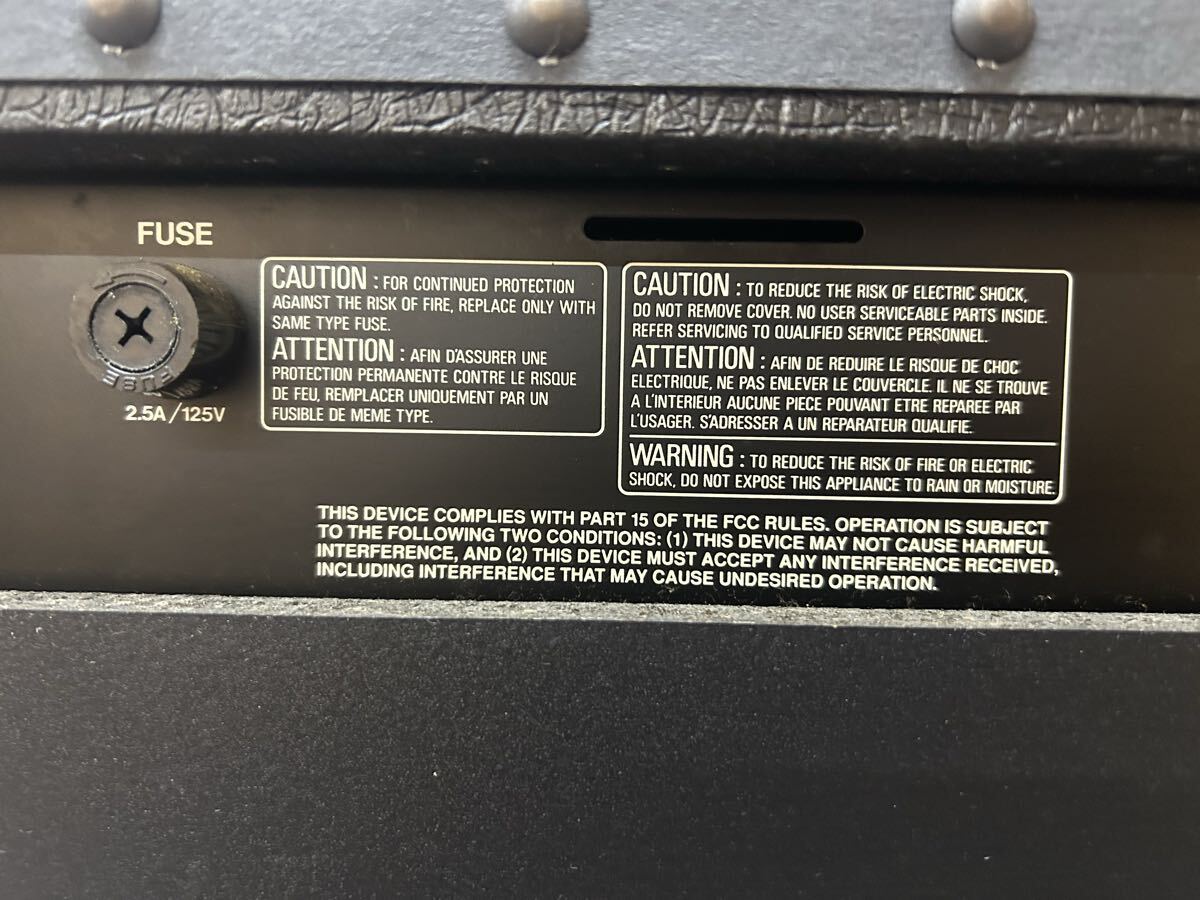 FUSE
FUSE
2.5A/125V
CAUTION : FOR CONTINUED PROTECTION
AGAINST THE RISK OF FIRE, REPLACE ONLY WITH
SAME TYPE FUSE.
ATTENTION : AFIN D'ASSURER UNE
PROTECTION PERMANENTE CONTRE LE RISQUE
DE FEU, REMPLACER UNIQUEMENT PAR UN
FUSIBLE DE MEME TYPE.
CAUTION : TO REDUCE THE RISK OF ELECTRIC SHOCK,
DO NOT REMOVE COVER. NO USER SERVICEABLE PARTS INSIDE.
REFER SERVICING TO QUALIFIED SERVICE PERSONNEL.
ATTENTION : AFIN DE REDUIRE LE RISQUE DE CHOC
ELECTRIQUE, NE PAS ENLEVER LE COUVERCLE. IL NE SE TROUVE
A L'INTERIEUR AUCUNE PIECE POUVANT ETRE REPAREE PAR
L'USAGER. S'ADRESSER A UN REPARATEUR QUALIFIE.
WARNING : TO REDUCE THE RISK OF FIRE OR ELECTRIC
SHOCK, DO NOT EXPOSE THIS APPLIANCE TO RAIN OR MOISTURE.
THIS DEVICE COMPLIES WITH PART 15 OF THE FCC RULES. OPERATION IS SUBJECT
TO THE FOLLOWING TWO CONDITIONS: (1) THIS DEVICE MAY NOT CAUSE HARMFUL
INTERFERENCE, AND (2) THIS DEVICE MUST ACCEPT ANY INTERFERENCE RECEIVED,
INCLUDING INTERFERENCE THAT MAY CAUSE UNDESIRED OPERATION.